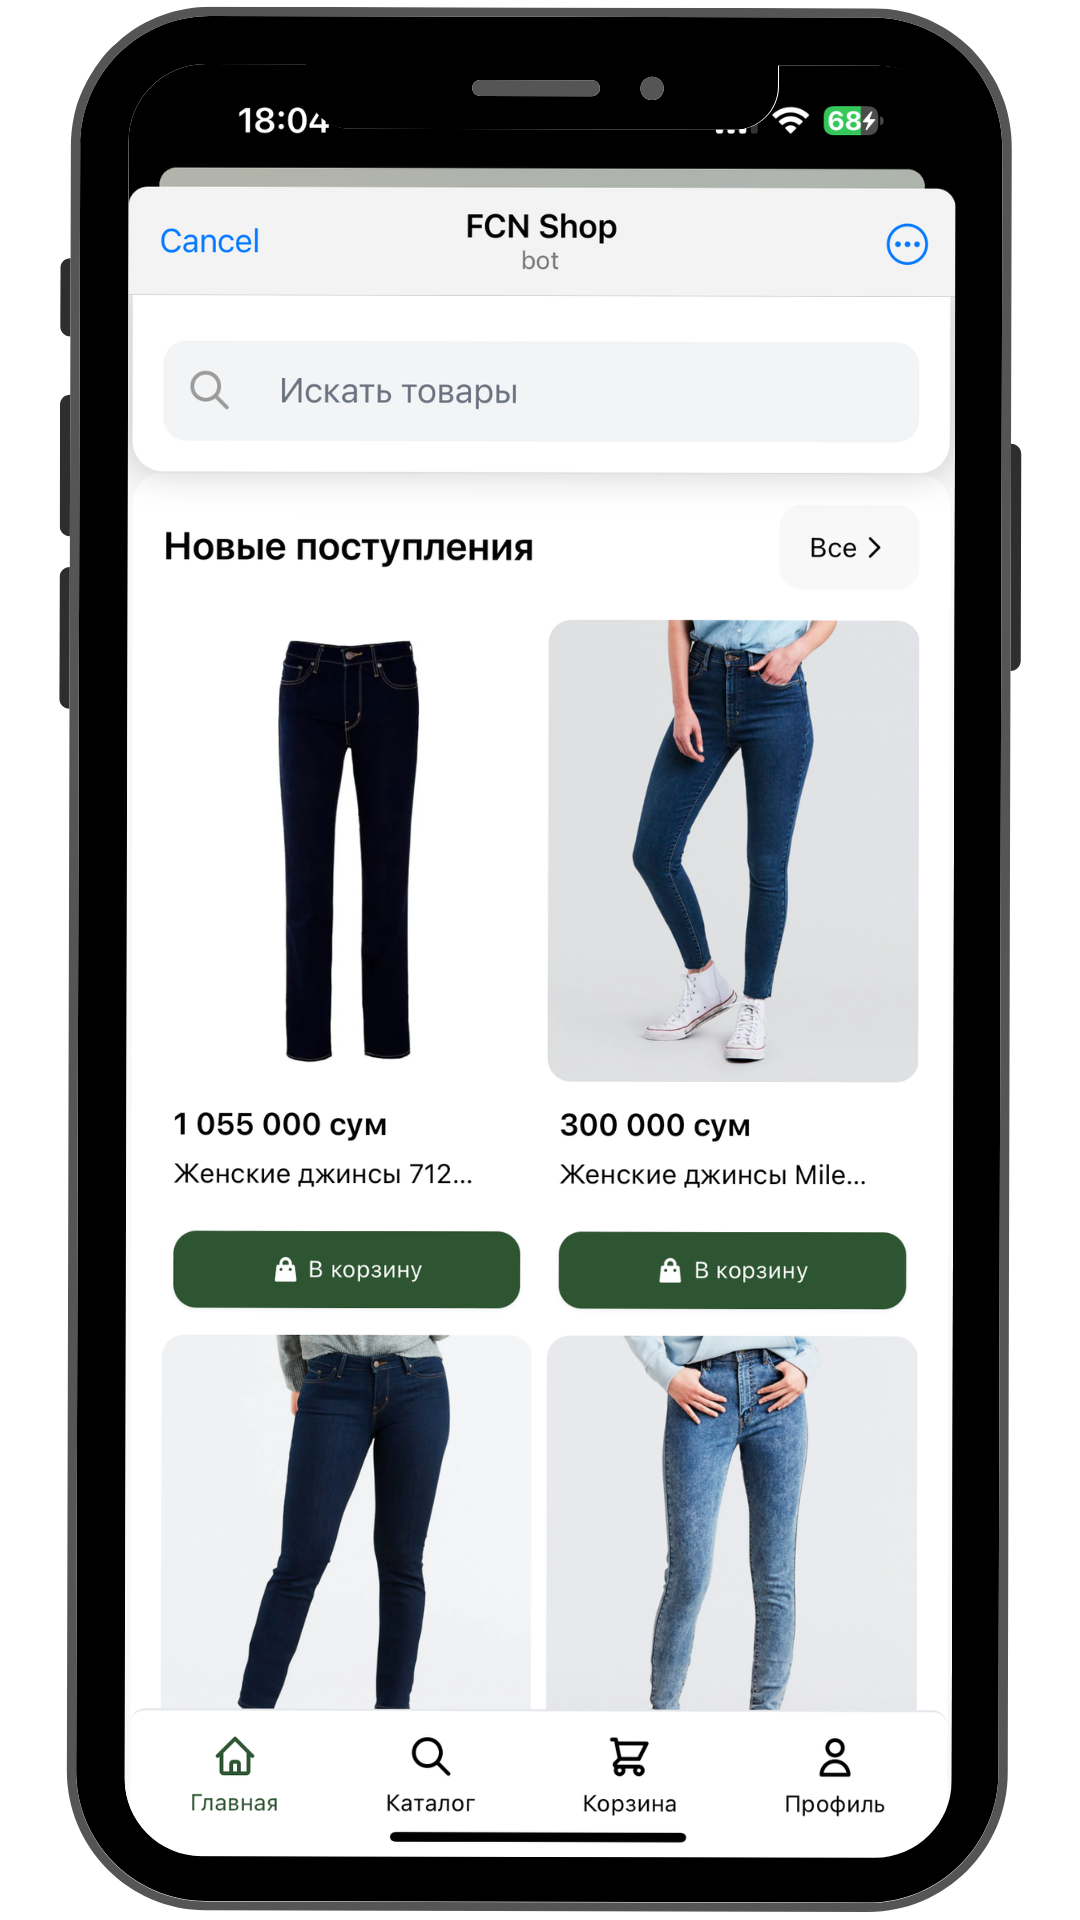 18:04
68
Cancel
FCN Shop
bot
Искать товары
Новые поступления
Все
1 055 000 сум
300 000 сум
Женские джинсы 712...
Женские джинсы Mile...
В корзину
В корзину
Главная
Каталог
Корзина
Профиль